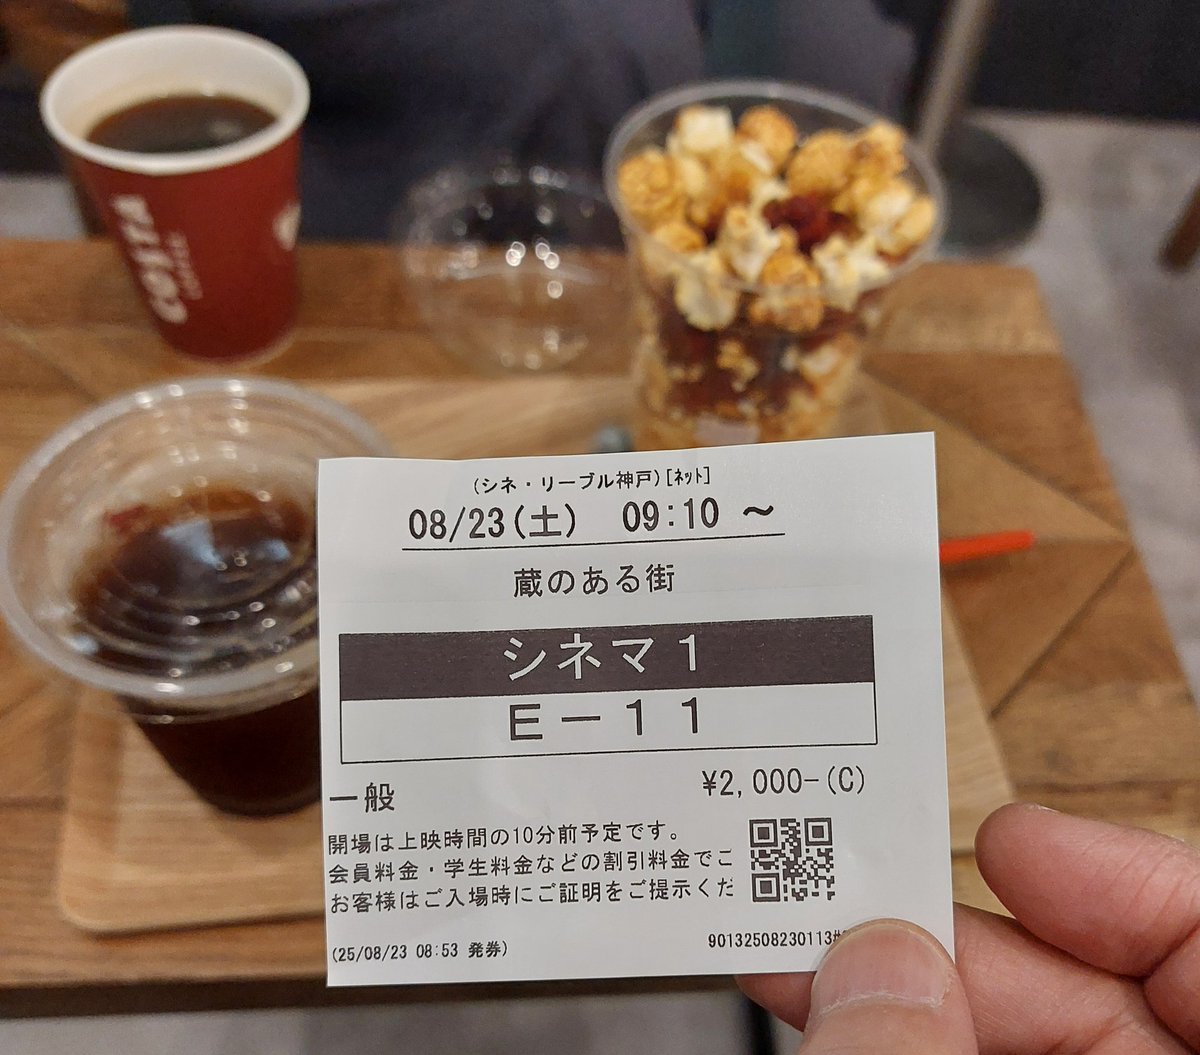 (シネ・リーブル神戸)[ﾈｯﾄ]
08/23(土) 09:10 ～
蔵のある街
シネマ１
Ｅ－１１
一般 ¥2,000-(C)
開場は上映時間の10分前予定です。
会員料金・学生料金などの割引料金でご
お客様はご入場時にご証明をご提示くだ
(25/08/23 08:53 発券) 90132508230113#